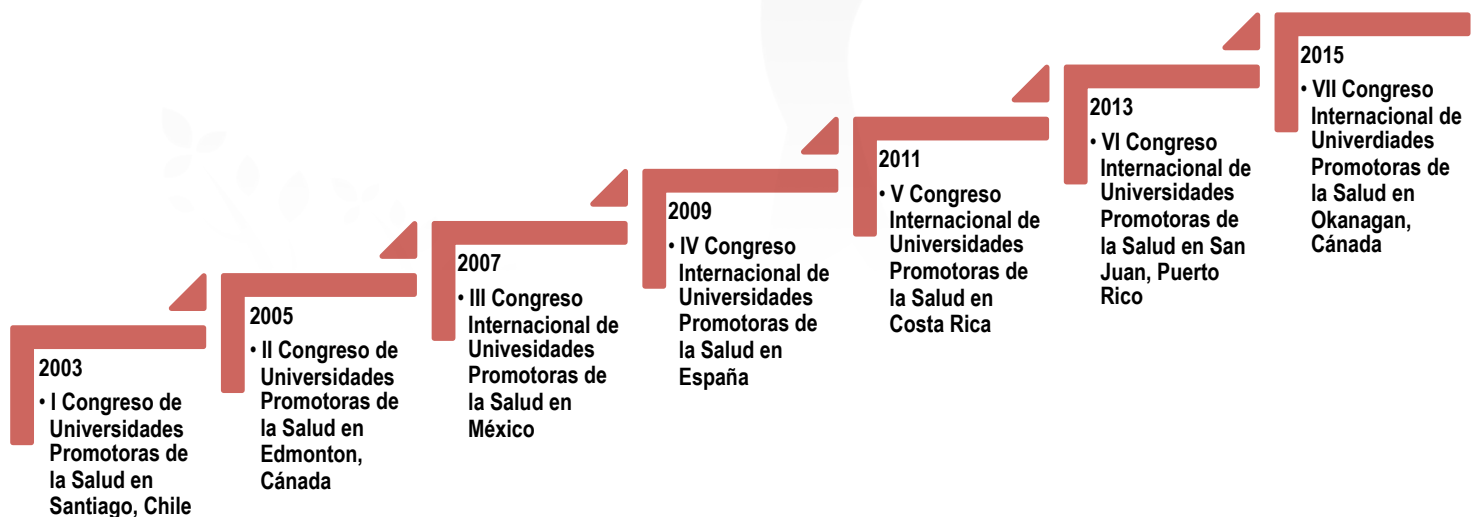 2003
• I Congreso de
Universidades
Promotoras de
la Salud en
Santiago, Chile
2005
• II Congreso de
Universidades
Promotoras de
la Salud en
Edmonton,
Cánada
2007
• III Congreso
Internacional de
Univesidades
Promotoras de
la Salud en
México
2009
• IV Congreso
Internacional de
Universidades
Promotoras de
la Salud en
España
2011
• V Congreso
Internacional de
Universidades
Promotoras de
la Salud en
Costa Rica
2013
• VI Congreso
Internacional de
Universidades
Promotoras de
la Salud en San
Juan, Puerto
Rico
2015
• VII Congreso
Internacional de
Univerdiades
Promotoras de
la Salud en
Okanagan,
Cánada